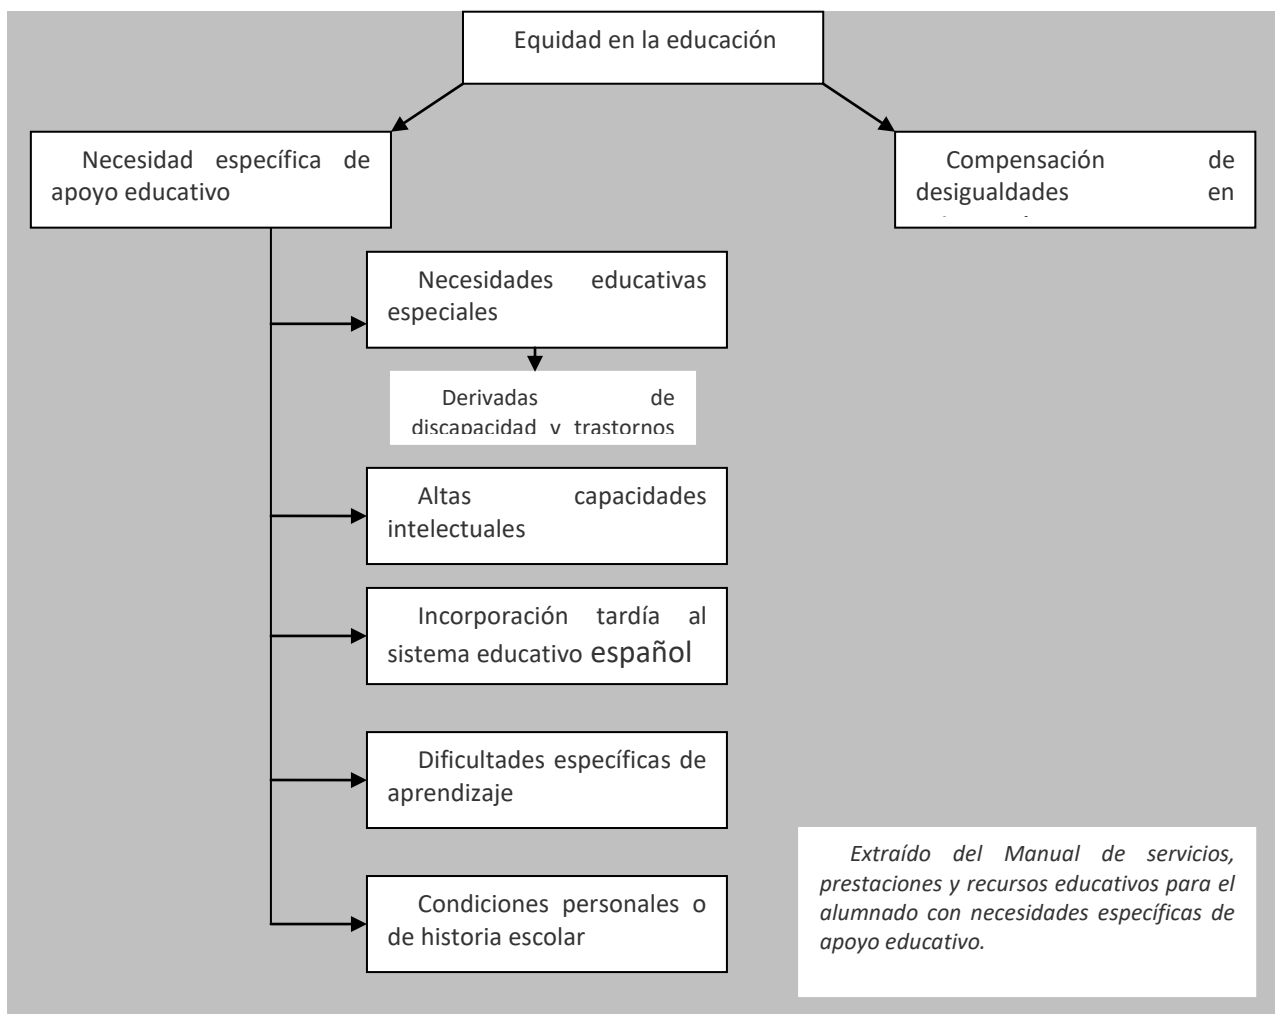 Equidad en la educación
Necesidad específica de
apoyo educativo
Compensación de
desigualdades en
Necesidades educativas
especiales
Derivadas de
discapacidad y trastornos
Altas capacidades
intelectuales
Incorporación tardía al
sistema educativo español
Dificultades específicas de
aprendizaje
Condiciones personales o
de historia escolar
Extraído del Manual de servicios,
prestaciones y recursos educativos para el
alumnado con necesidades específicas de
apoyo educativo.